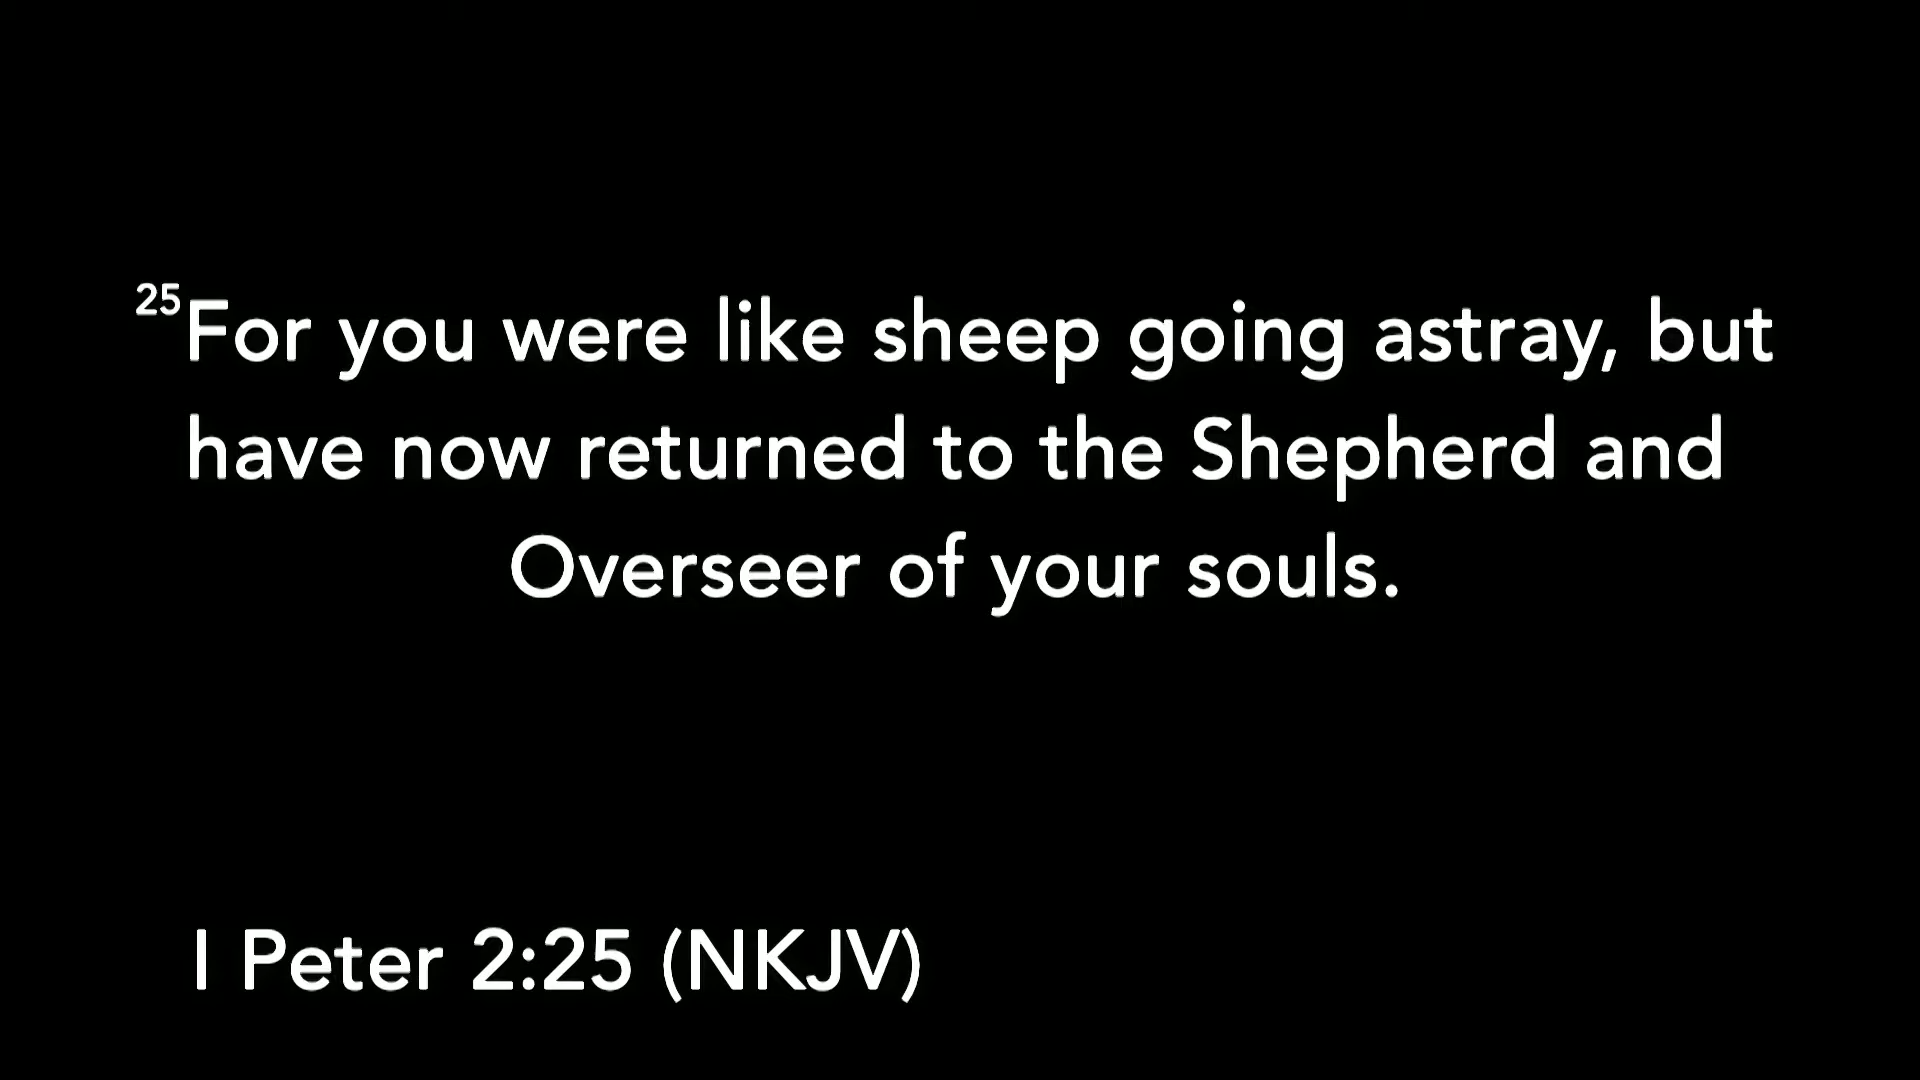 25For you were like sheep going astray, but
have now returned to the Shepherd and
Overseer of your souls.
I Peter 2:25 (NKJV)